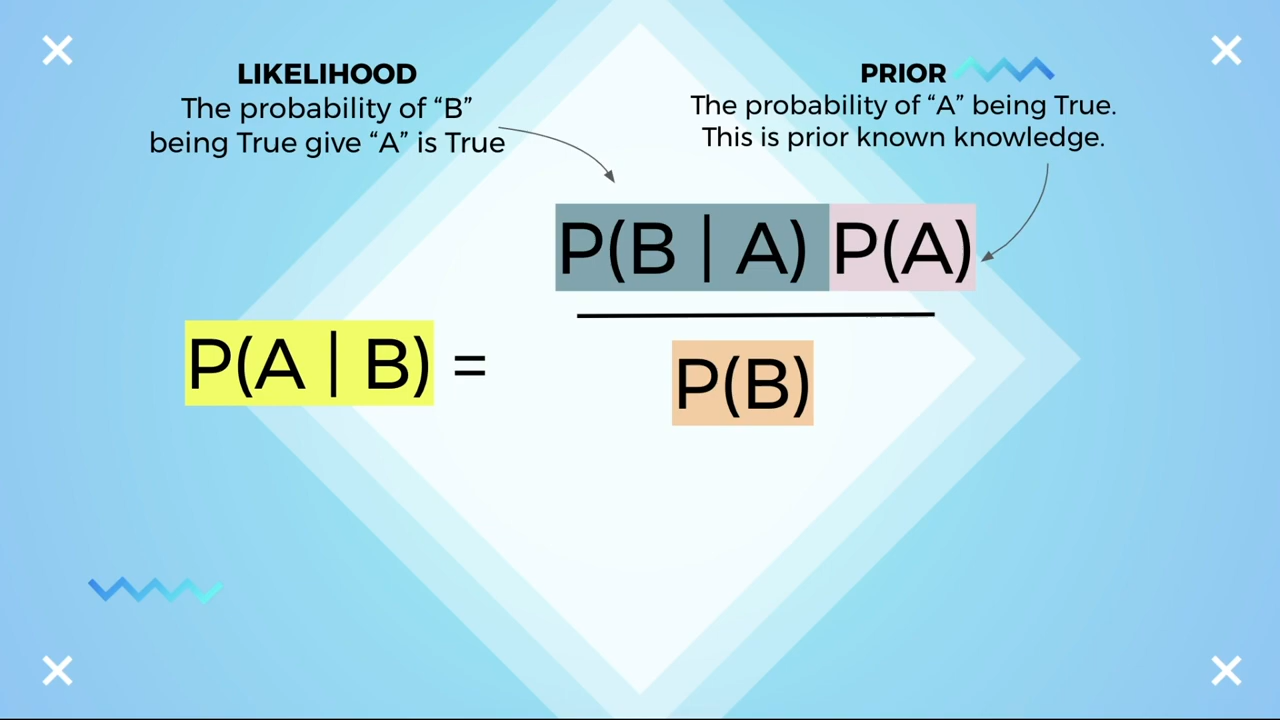 LIKELIHOOD
The probability of “B”
being True give “A” is True
PRIOR
The probability of “A” being True.
This is prior known knowledge.
P(B | A) P(A)
P(A | B) =
P(B)